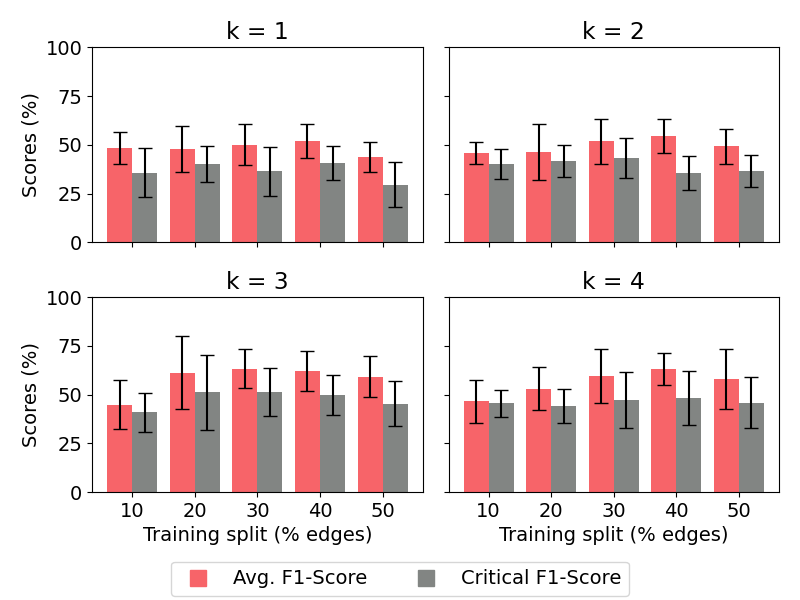 k = 1
k = 2
Scores (%)
100
75
50
25
0
k = 3
k = 4
Scores (%)
100
75
50
25
0
10 20 30 40 50
10 20 30 40 50
Training split (% edges)
Training split (% edges)
Avg. F1-Score
Critical F1-Score